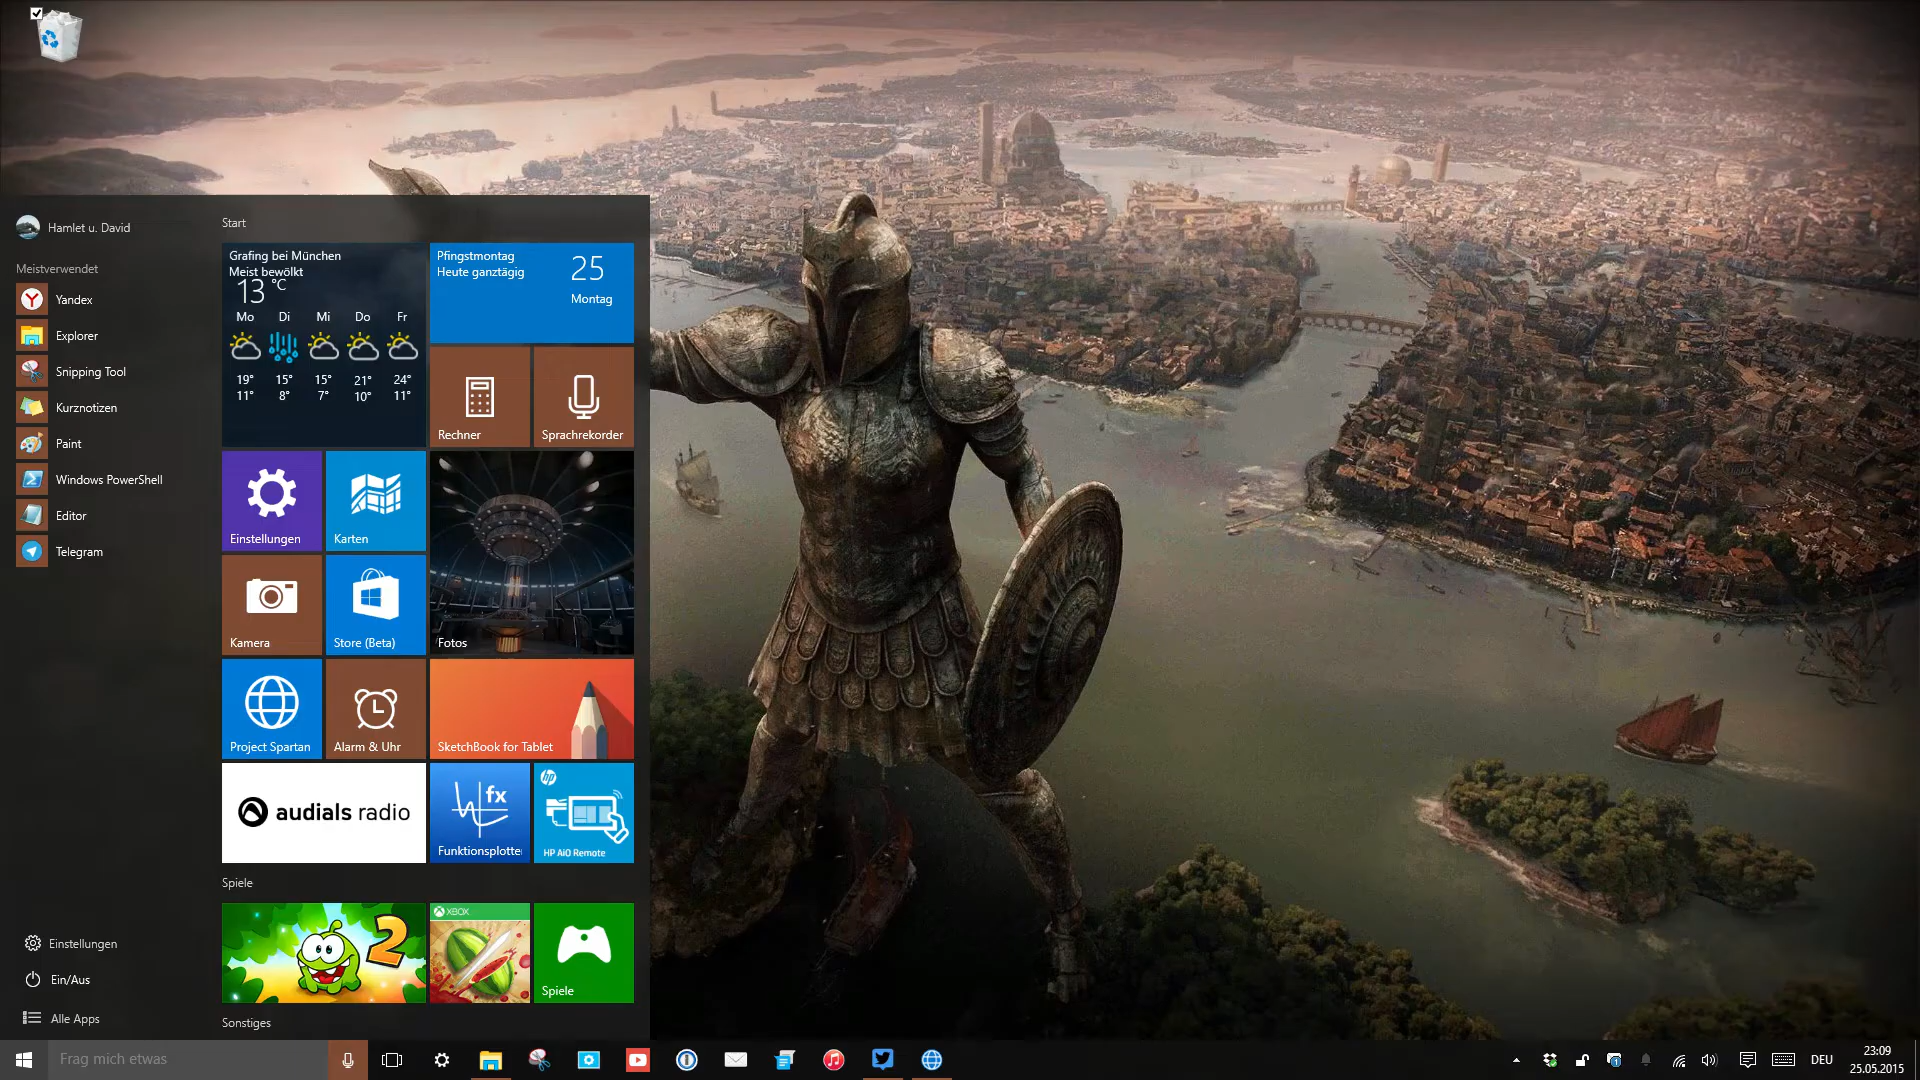 Hamlet u. David
Meistverwendet
Yandex
Explorer
Snipping Tool
Kurznotizen
Paint
Windows PowerShell
Editor
Telegram
Einstellungen
Ein/Aus
Alle Apps
Start
Grafing bei München
Meist bewölkt
13 °C
Mo Di Mi Do Fr
19° 15° 15° 21° 24°
11° 8° 7° 10° 11°
Pfingstmontag
Heute ganztägig
25
Montag
Rechner
Sprachrekorder
Einstellungen
Karten
Kamera
Store (Beta)
Fotos
Project Spartan
Alarm & Uhr
SketchBook for Tablet
audials radio
fx
Funktionsplotte
hp
HP AiO Remote
Spiele
2
XBOX
Spiele
Sonstiges
Frag mich etwas
DEU
23:09
25.05.2015